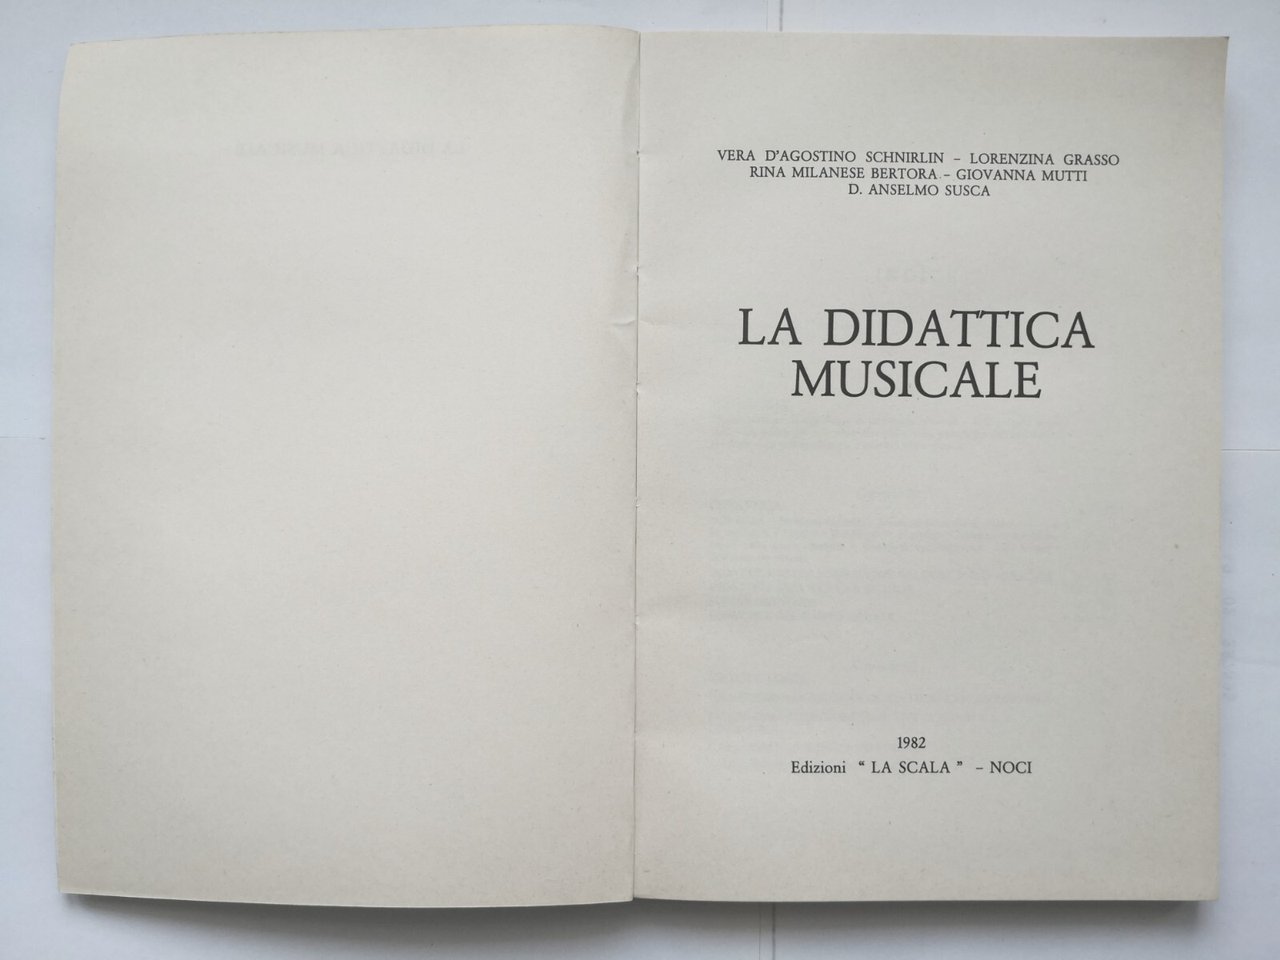 VERA D'AGOSTINO SCHNIRLIN – LORENZINA GRASSO
RINA MILANESE BERTORA – GIOVANNA MUTTI
D. ANSELMO SUSCA
LA DIDATTICA
MUSICALE
1982
Edizioni “ LA SCALA ” – NOCI